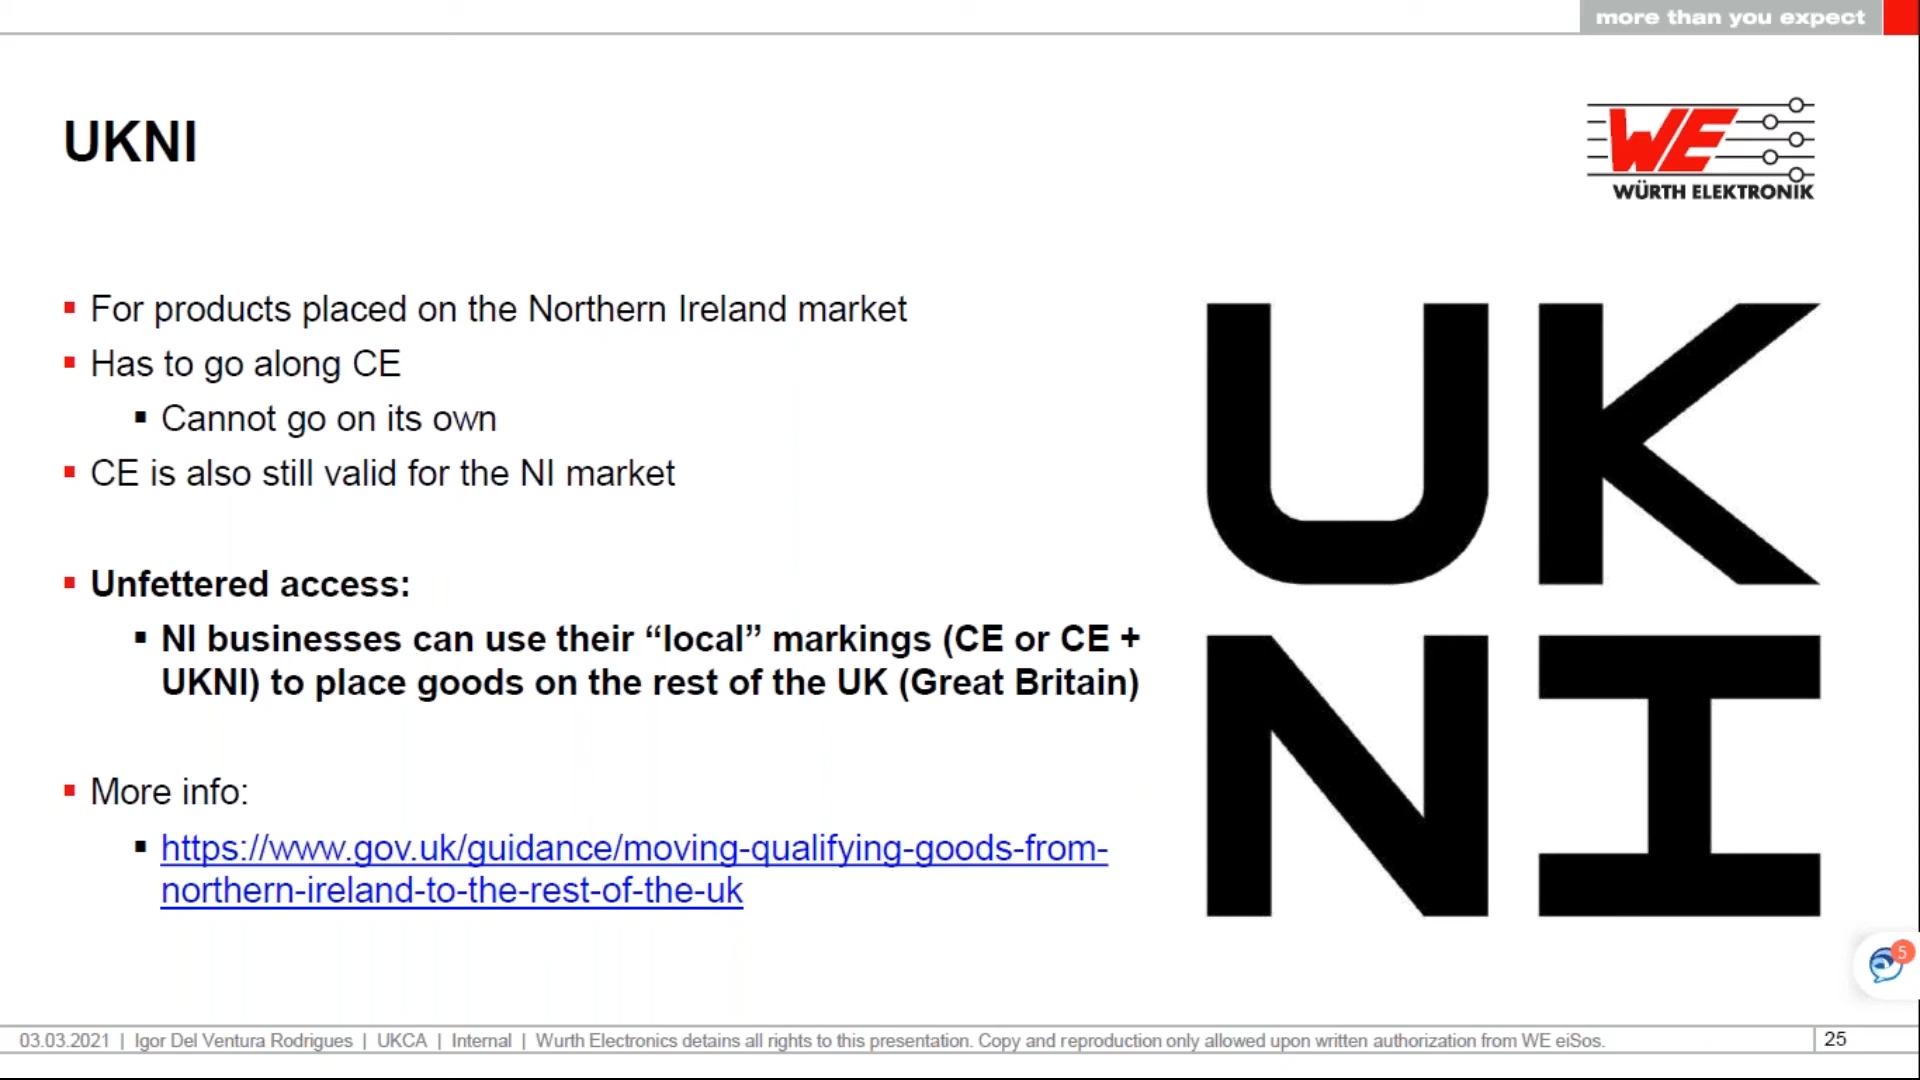 more than you expect
UKNI
WE
WÜRTH ELEKTRONIK
For products placed on the Northern Ireland market
Has to go along CE
Cannot go on its own
CE is also still valid for the NI market
Unfettered access:
NI businesses can use their “local” markings (CE or CE +
UKNI) to place goods on the rest of the UK (Great Britain)
More info:
https://www.gov.uk/guidance/moving-qualifying-goods-from-
northern-ireland-to-the-rest-of-the-uk
UK
NI
5
03.03.2021 | Igor Del Ventura Rodrigues | UKCA | Internal | Wurth Electronics detains all rights to this presentation. Copy and reproduction only allowed upon written authorization from WE eiSos.
25